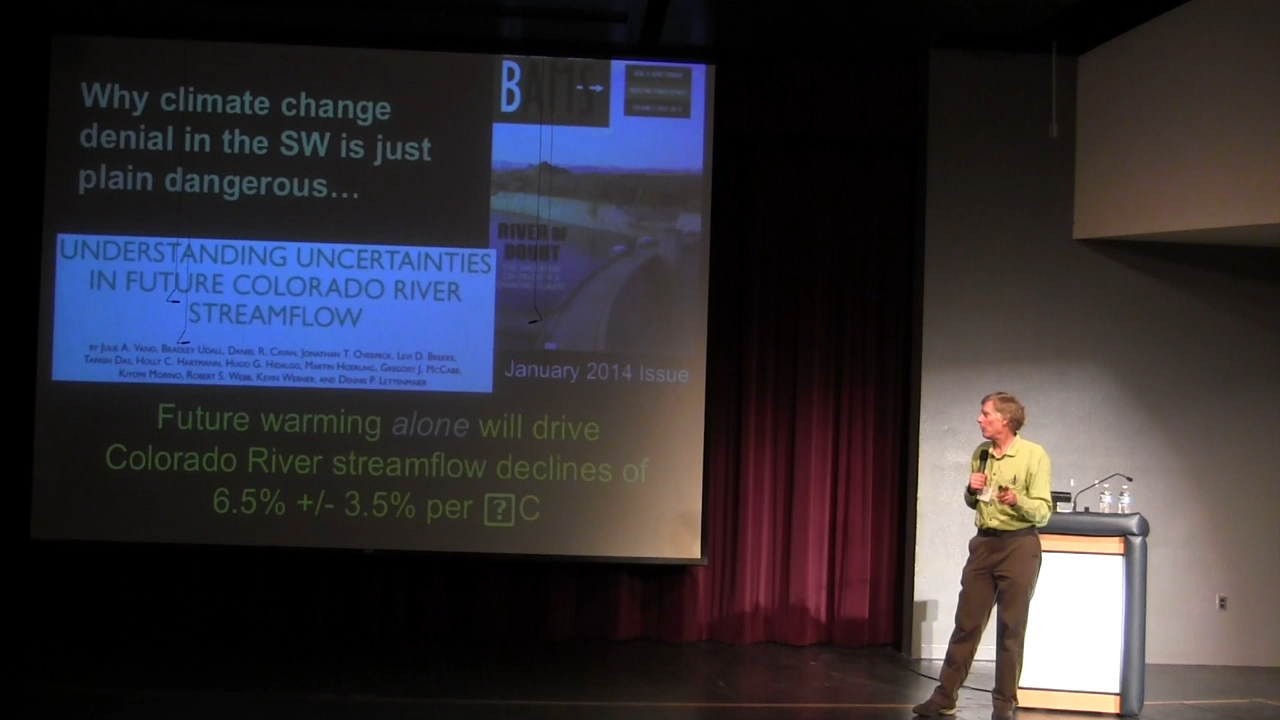 Why climate change
denial in the SW is just
plain dangerous…
BAMS
RIVER OF
DOUBT
UNDERSTANDING UNCERTAINTIES
IN FUTURE COLORADO RIVER
STREAMFLOW
BY JULIE A. VANO, BRADLEY UDALL, DANIEL R. CAYAN, JONATHAN T. OVERPECK, LEVI D. BREKKE,
TAPASH DAS, HOLLY C. HARTMANN, HUGO G. HIDALGO, MARTIN HOERLING, GREGORY J. MCCABE,
KIYOMI MORINO, ROBERT S. WEBB, KEVIN WERNER, AND DENNIS P. LETTENMAIER
January 2014 Issue
Future warming alone will drive
Colorado River streamflow declines of
6.5% +/- 3.5% per ?C